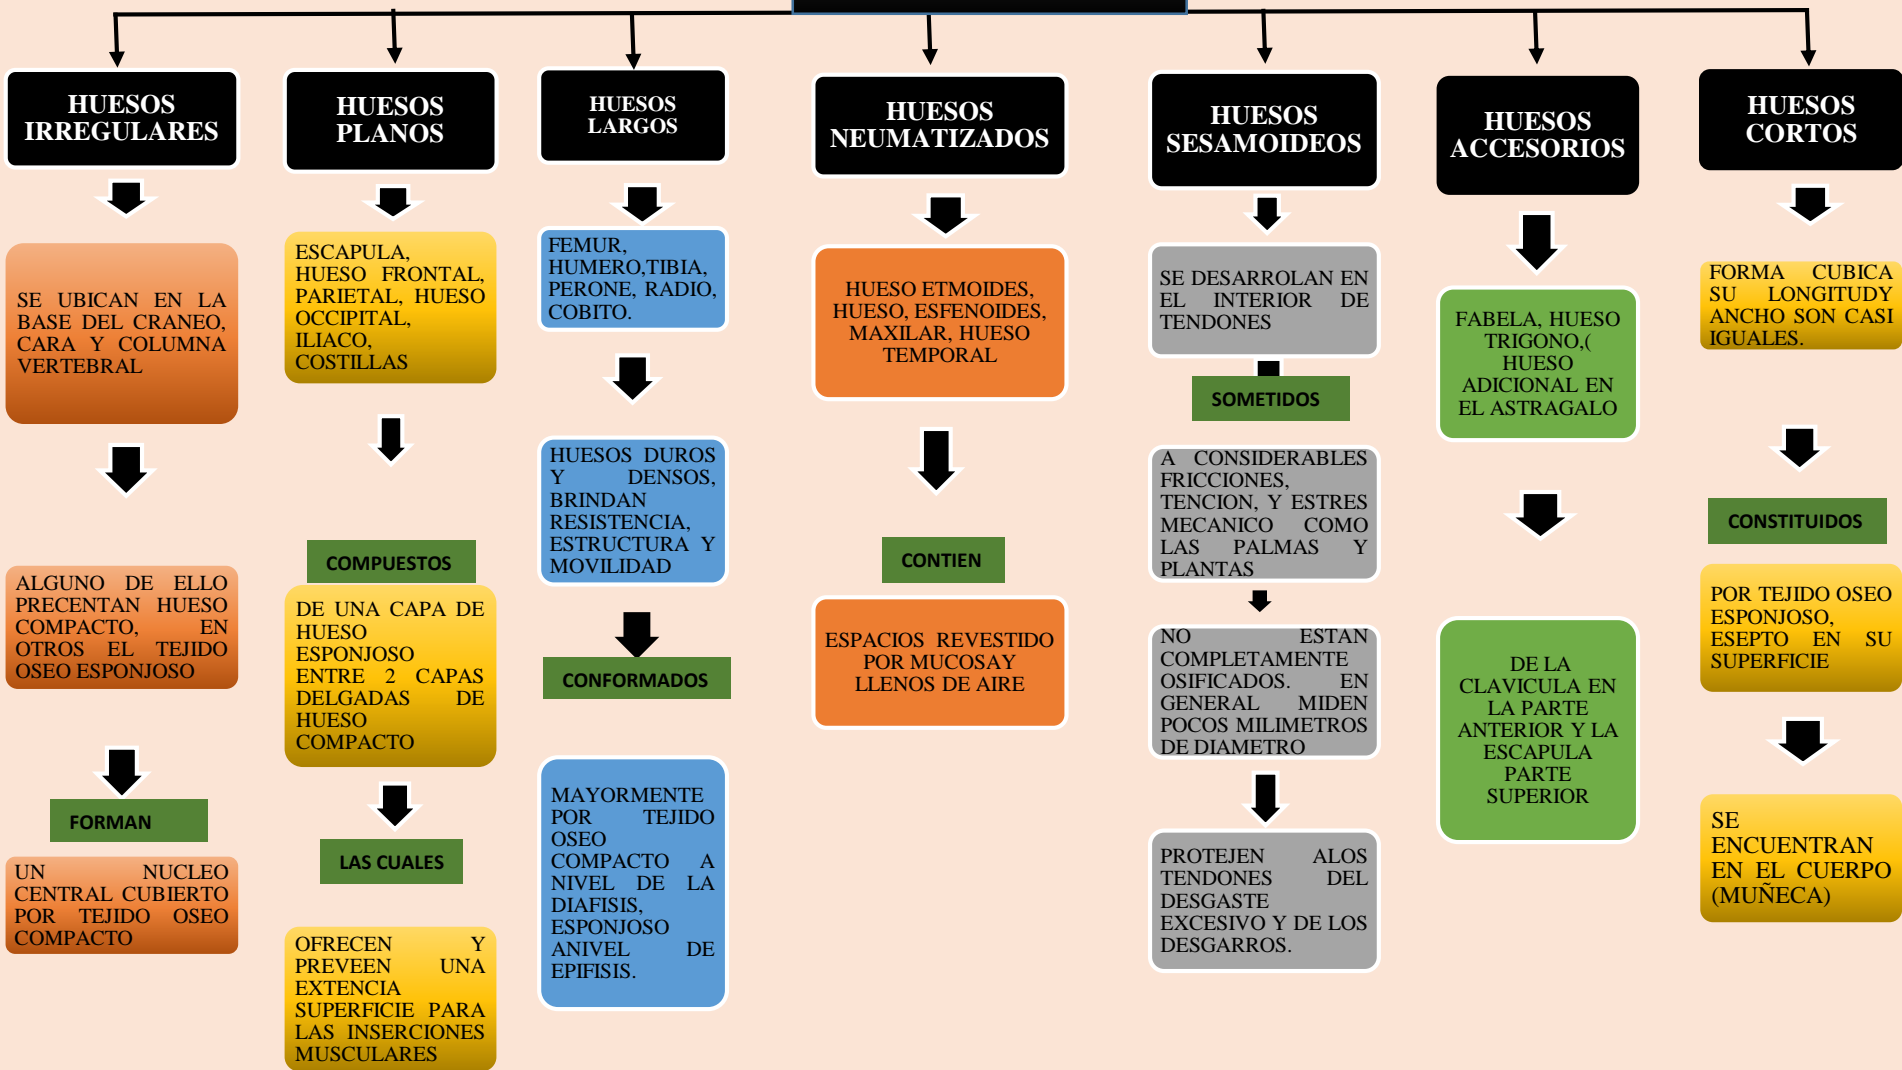 HUESOS
IRREGULARES
SE UBICAN EN LA
BASE DEL CRANEO,
CARA Y COLUMNA
VERTEBRAL
ALGUNO DE ELLO
PRECENTAN HUESO
COMPACTO, EN
OTROS EL TEJIDO
OSEO ESPONJOSO
FORMAN
UN NUCLEO
CENTRAL CUBIERTO
POR TEJIDO OSEO
COMPACTO
HUESOS
PLANOS
ESCAPULA,
HUESO FRONTAL,
PARIETAL, HUESO
OCCIPITAL,
ILIACO,
COSTILLAS
COMPUESTOS
DE UNA CAPA DE
HUESO
ESPONJOSO
ENTRE 2 CAPAS
DELGADAS DE
HUESO
COMPACTO
LAS CUALES
OFRECEN Y
PREVEEN UNA
EXTENCIA
SUPERFICIE PARA
LAS INSERCIONES
MUSCULARES
HUESOS
LARGOS
FEMUR,
HUMERO,TIBIA,
PERONE, RADIO,
COBITO.
HUESOS DUROS
Y DENSOS,
BRINDAN
RESISTENCIA,
ESTRUCTURA Y
MOVILIDAD
CONFORMADOS
MAYORMENTE
POR TEJIDO
OSEO
COMPACTO A
NIVEL DE LA
DIAFISIS,
ESPONJOSO
ANIVEL DE
EPIFISIS.
HUESOS
NEUMATIZADOS
HUESO ETMOIDES,
HUESO, ESFENOIDES,
MAXILAR, HUESO
TEMPORAL
CONTIEN
ESPACIOS REVESTIDO
POR MUCOSAY
LLENOS DE AIRE
HUESOS
SESAMOIDEOS
SE DESARROLAN EN
EL INTERIOR DE
TENDONES
SOMETIDOS
A CONSIDERABLES
FRICCIONES,
TENCION, Y ESTRES
MECANICO COMO
LAS PALMAS Y
PLANTAS
NO ESTAN
COMPLETAMENTE
OSIFICADOS. EN
GENERAL MIDEN
POCOS MILIMETROS
DE DIAMETRO
PROTEJEN ALOS
TENDONES DEL
DESGASTE
EXCESIVO Y DE LOS
DESGARROS.
HUESOS
ACCESORIOS
FABELA, HUESO
TRIGONO,(
HUESO
ADICIONAL EN
EL ASTRAGALO
DE LA
CLAVICULA EN
LA PARTE
ANTERIOR Y LA
ESCAPULA
PARTE
SUPERIOR
HUESOS
CORTOS
FORMA CUBICA
SU LONGITUDY
ANCHO SON CASI
IGUALES.
CONSTITUIDOS
POR TEJIDO OSEO
ESPONJOSO,
ESEPTO EN SU
SUPERFICIE
SE
ENCUENTRAN
EN EL CUERPO
(MUÑECA)